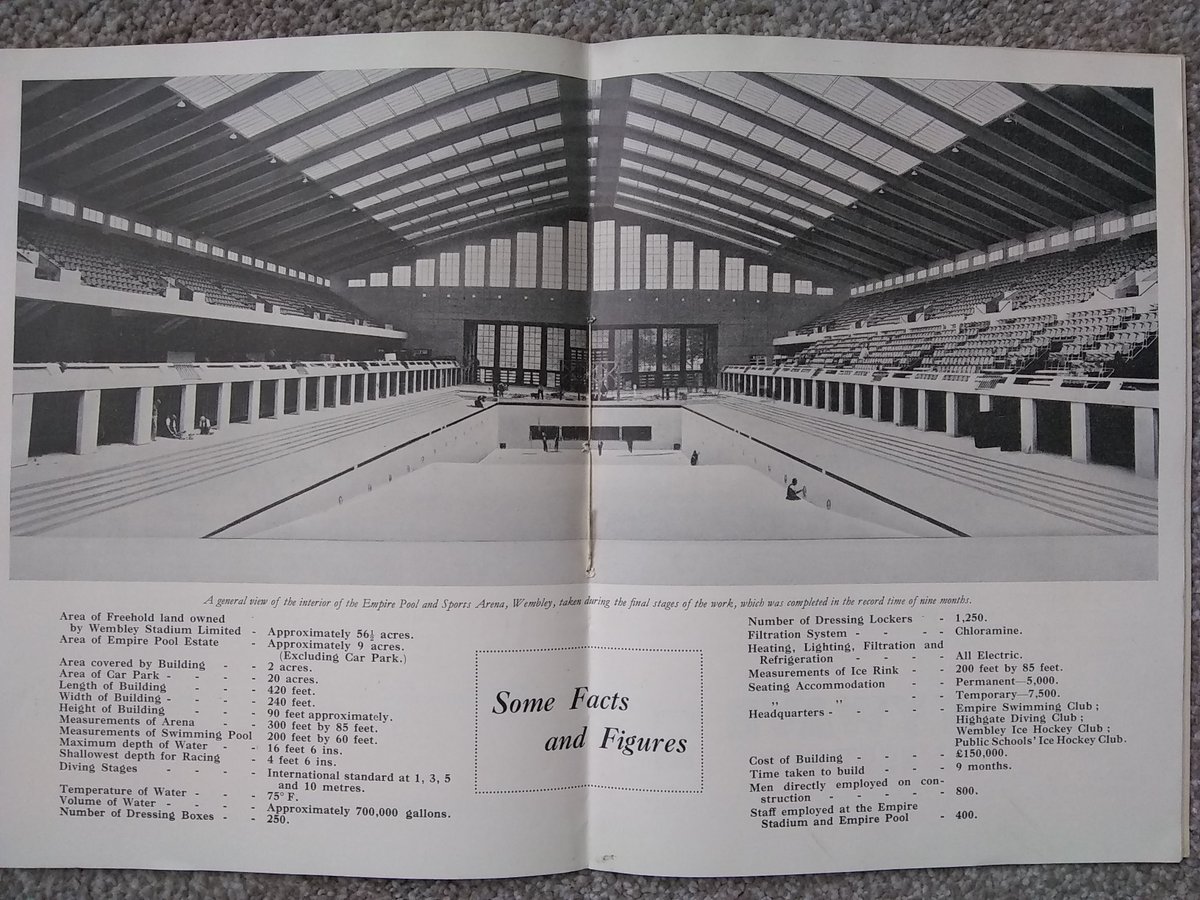 A general view of the interior of the Empire Pool and Sports Arena, Wembley, taken during the final stages of the work, which was completed in the record time of nine months.
Area of Freehold land owned
by Wembley Stadium Limited - Approximately 56½ acres.
Area of Empire Pool Estate - Approximately 9 acres.
(Excluding Car Park.)
Area covered by Building - - 2 acres.
Area of Car Park - - - - 20 acres.
Length of Building - - - 420 feet.
Width of Building - - - - 240 feet.
Height of Building - - - 90 feet approximately.
Measurements of Arena - - 300 feet by 85 feet.
Measurements of Swimming Pool 200 feet by 60 feet.
Maximum depth of Water - - 16 feet 6 ins.
Shallowest depth for Racing - 4 feet 6 ins.
Diving Stages - - - - International standard at 1, 3, 5
and 10 metres.
Temperature of Water - - - 75° F.
Volume of Water - - - - Approximately 700,000 gallons.
Number of Dressing Boxes - - 250.
Some Facts
and Figures
Number of Dressing Lockers - - 1,250.
Filtration System - - - - - Chloramine.
Heating, Lighting, Filtration and
Refrigeration - - - - - All Electric.
Measurements of Ice Rink - - 200 feet by 85 feet.
Seating Accommodation - - - Permanent—5,000.
„ „ - - - Temporary—7,500.
Headquarters - - - - - - Empire Swimming Club ;
Highgate Diving Club ;
Wembley Ice Hockey Club ;
Public Schools' Ice Hockey Club.
Cost of Building - - - - - £150,000.
Time taken to build - - - - 9 months.
Men directly employed on con-
struction - - - - - - 800.
Staff employed at the Empire
Stadium and Empire Pool - 400.